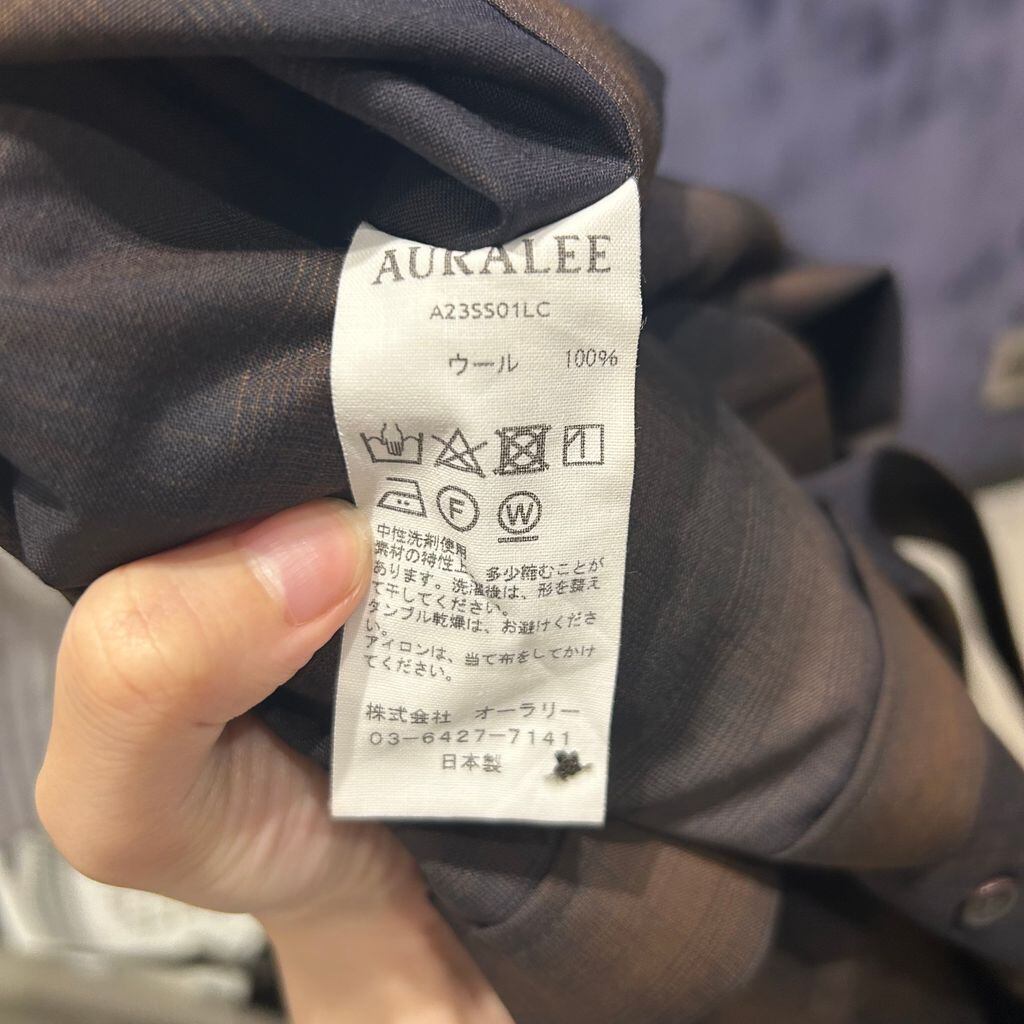 AURALEE
A23SS01LC
ウール 100%
F
W
中性洗剤使用
素材の特性上、多少縮むことが
あります。洗濯後は、形を整え
て干してください。
タンブル乾燥は、お避けくださ
い。
アイロンは、当て布をしてかけ
てください。
株式会社 オーラリー
03-6427-7141
日本製